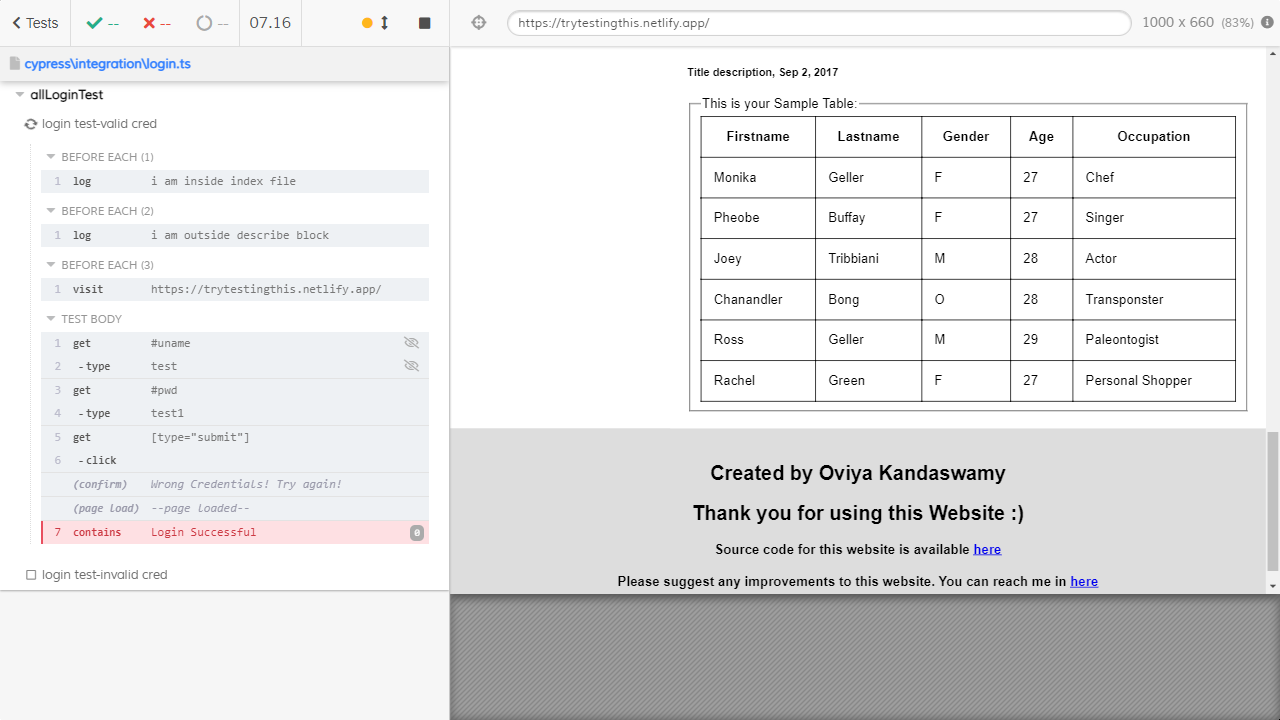 Tests -- -- -- 07.16
https://trytestingthis.netlify.app/ 1000 x 660 (83%)
cypress\integration\login.ts
allLoginTest
login test-valid cred
BEFORE EACH (1)
1 log i am inside index file
BEFORE EACH (2)
1 log i am outside describe block
BEFORE EACH (3)
1 visit https://trytestingthis.netlify.app/
TEST BODY
1 get #uname
2 -type test
3 get #pwd
4 -type test1
5 get [type="submit"]
6 -click
(confirm) Wrong Credentials! Try again!
(page load) --page loaded--
7 contains Login Successful 0
login test-invalid cred
Title description, Sep 2, 2017
This is your Sample Table:
Firstname Lastname Gender Age Occupation
Monika Geller F 27 Chef
Pheobe Buffay F 27 Singer
Joey Tribbiani M 28 Actor
Chanandler Bong O 28 Transponster
Ross Geller M 29 Paleontogist
Rachel Green F 27 Personal Shopper
Created by Oviya Kandaswamy
Thank you for using this Website :)
Source code for this website is available here
Please suggest any improvements to this website. You can reach me in here